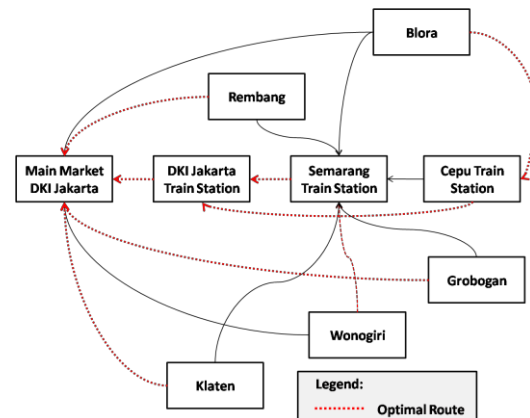 Blora
Rembang
Main Market
DKI Jakarta
DKI Jakarta
Train Station
Semarang
Train Station
Cepu Train
Station
Grobogan
Wonogiri
Klaten
Legend:
Optimal Route